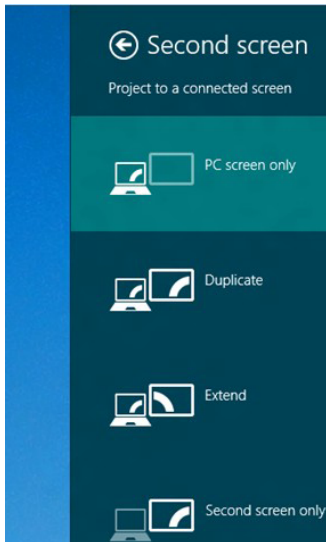 Second screen
Project to a connected screen
PC screen only
Duplicate
Extend
Second screen only